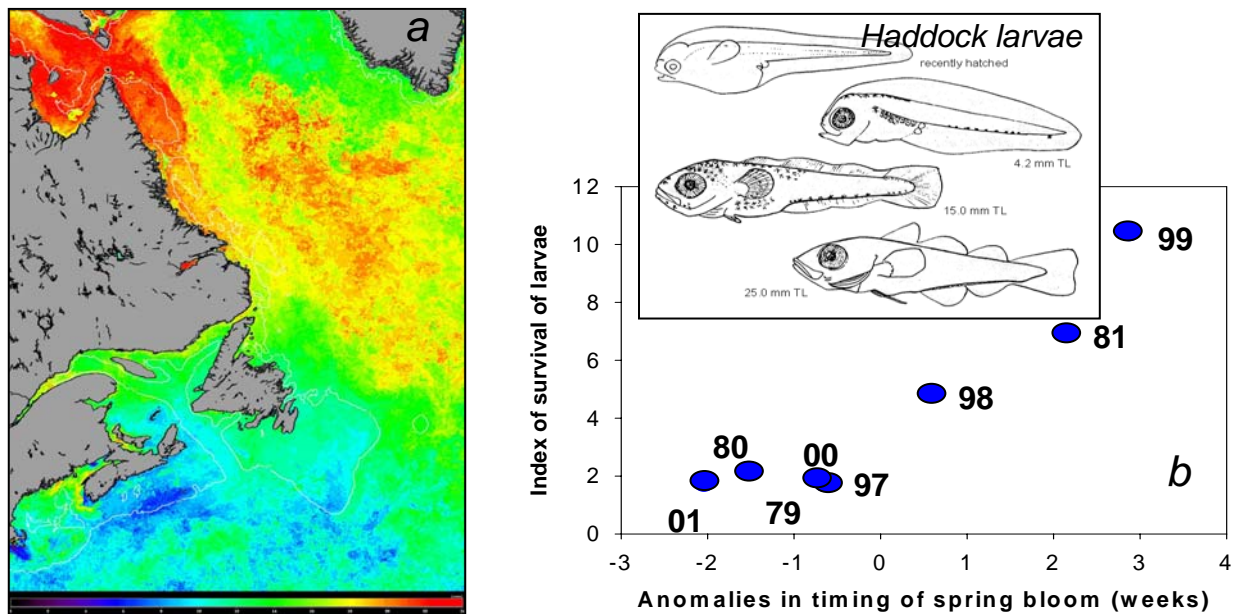 a
Haddock larvae
recently hatched
4.2 mm TL
15.0 mm TL
25.0 mm TL
12
10
8
6
4
2
0
Index of survival of larvae
99
81
98
80
00
97
79
01
b
-3 -2 -1 0 1 2 3 4
Anomalies in timing of spring bloom (weeks)